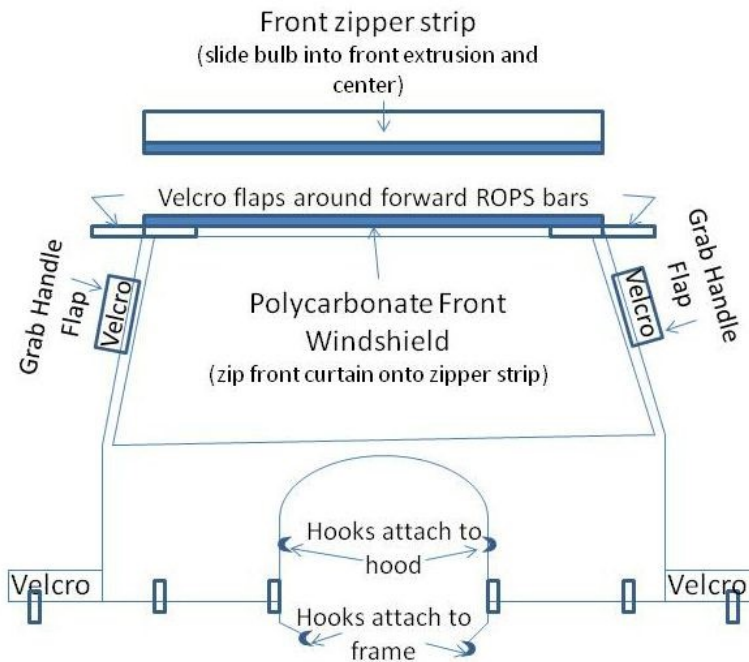 Front zipper strip
(slide bulb into front extrusion and
center)
Velcro flaps around forward ROPS bars
Grab Handle
Flap
Velcro
Grab Handle
Flap
Velcro
Polycarbonate Front
Windshield
(zip front curtain onto zipper strip)
Hooks attach to
hood
Velcro
Velcro
Hooks attach to
frame